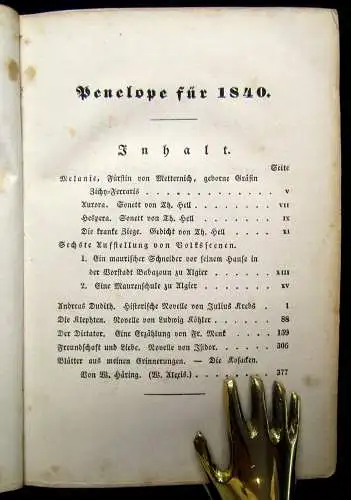 Penelope für 1840.
Inhalt.
Seite
Melanie, Fürstin von Metternich, geborne Gräfin
Zichy-Ferraris V
Aurora. Sonett von Th. Hell VII
Hespera. Sonett von Th. Hell IX
Die kranke Ziege. Gedicht von Th. Hell XI
Sechste Ausstellung von Volksscenen.
1. Ein maurischer Schneider vor seinem Hause in
der Vorstadt Babazoun zu Algier XIII
2. Eine Maurenschule zu Algier XV
Andreas Dudith. Historische Novelle von Julius Krebs 1
Die Klephten. Novelle von Ludwig Köhler 88
Der Dictator. Eine Erzählung von Fr. Menk 159
Freundschaft und Liebe. Novelle von Isidor. 306
Blätter aus meinen Erinnerungen. — Die Kosacken.
Von W. Häring. (W. Alexis.) 377